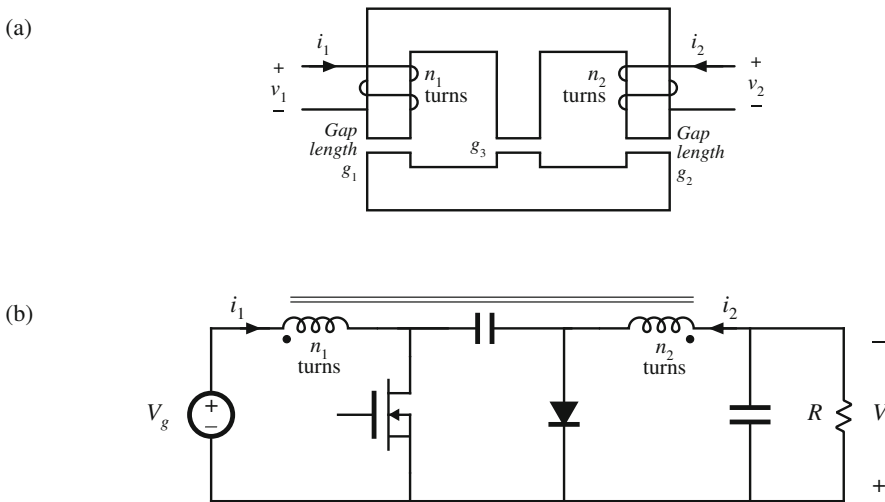 (a)
i1
+
v1
−
n1
turns
n2
turns
i2
+
v2
−
Gap
length
g1
g3
Gap
length
g2
(b)
i1
n1
turns
n2
turns
i2
Vg
+
−
R
−
V
+